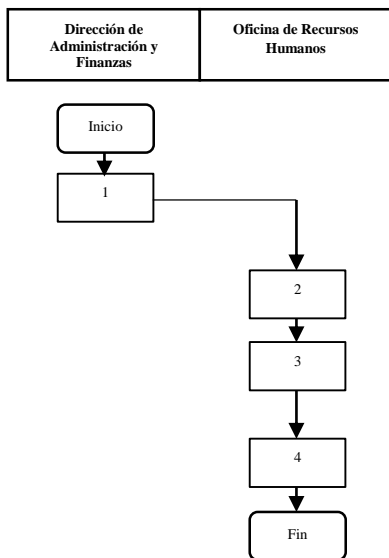 Dirección de
Administración y
Finanzas
Oficina de Recursos
Humanos
Inicio
1
2
3
4
Fin